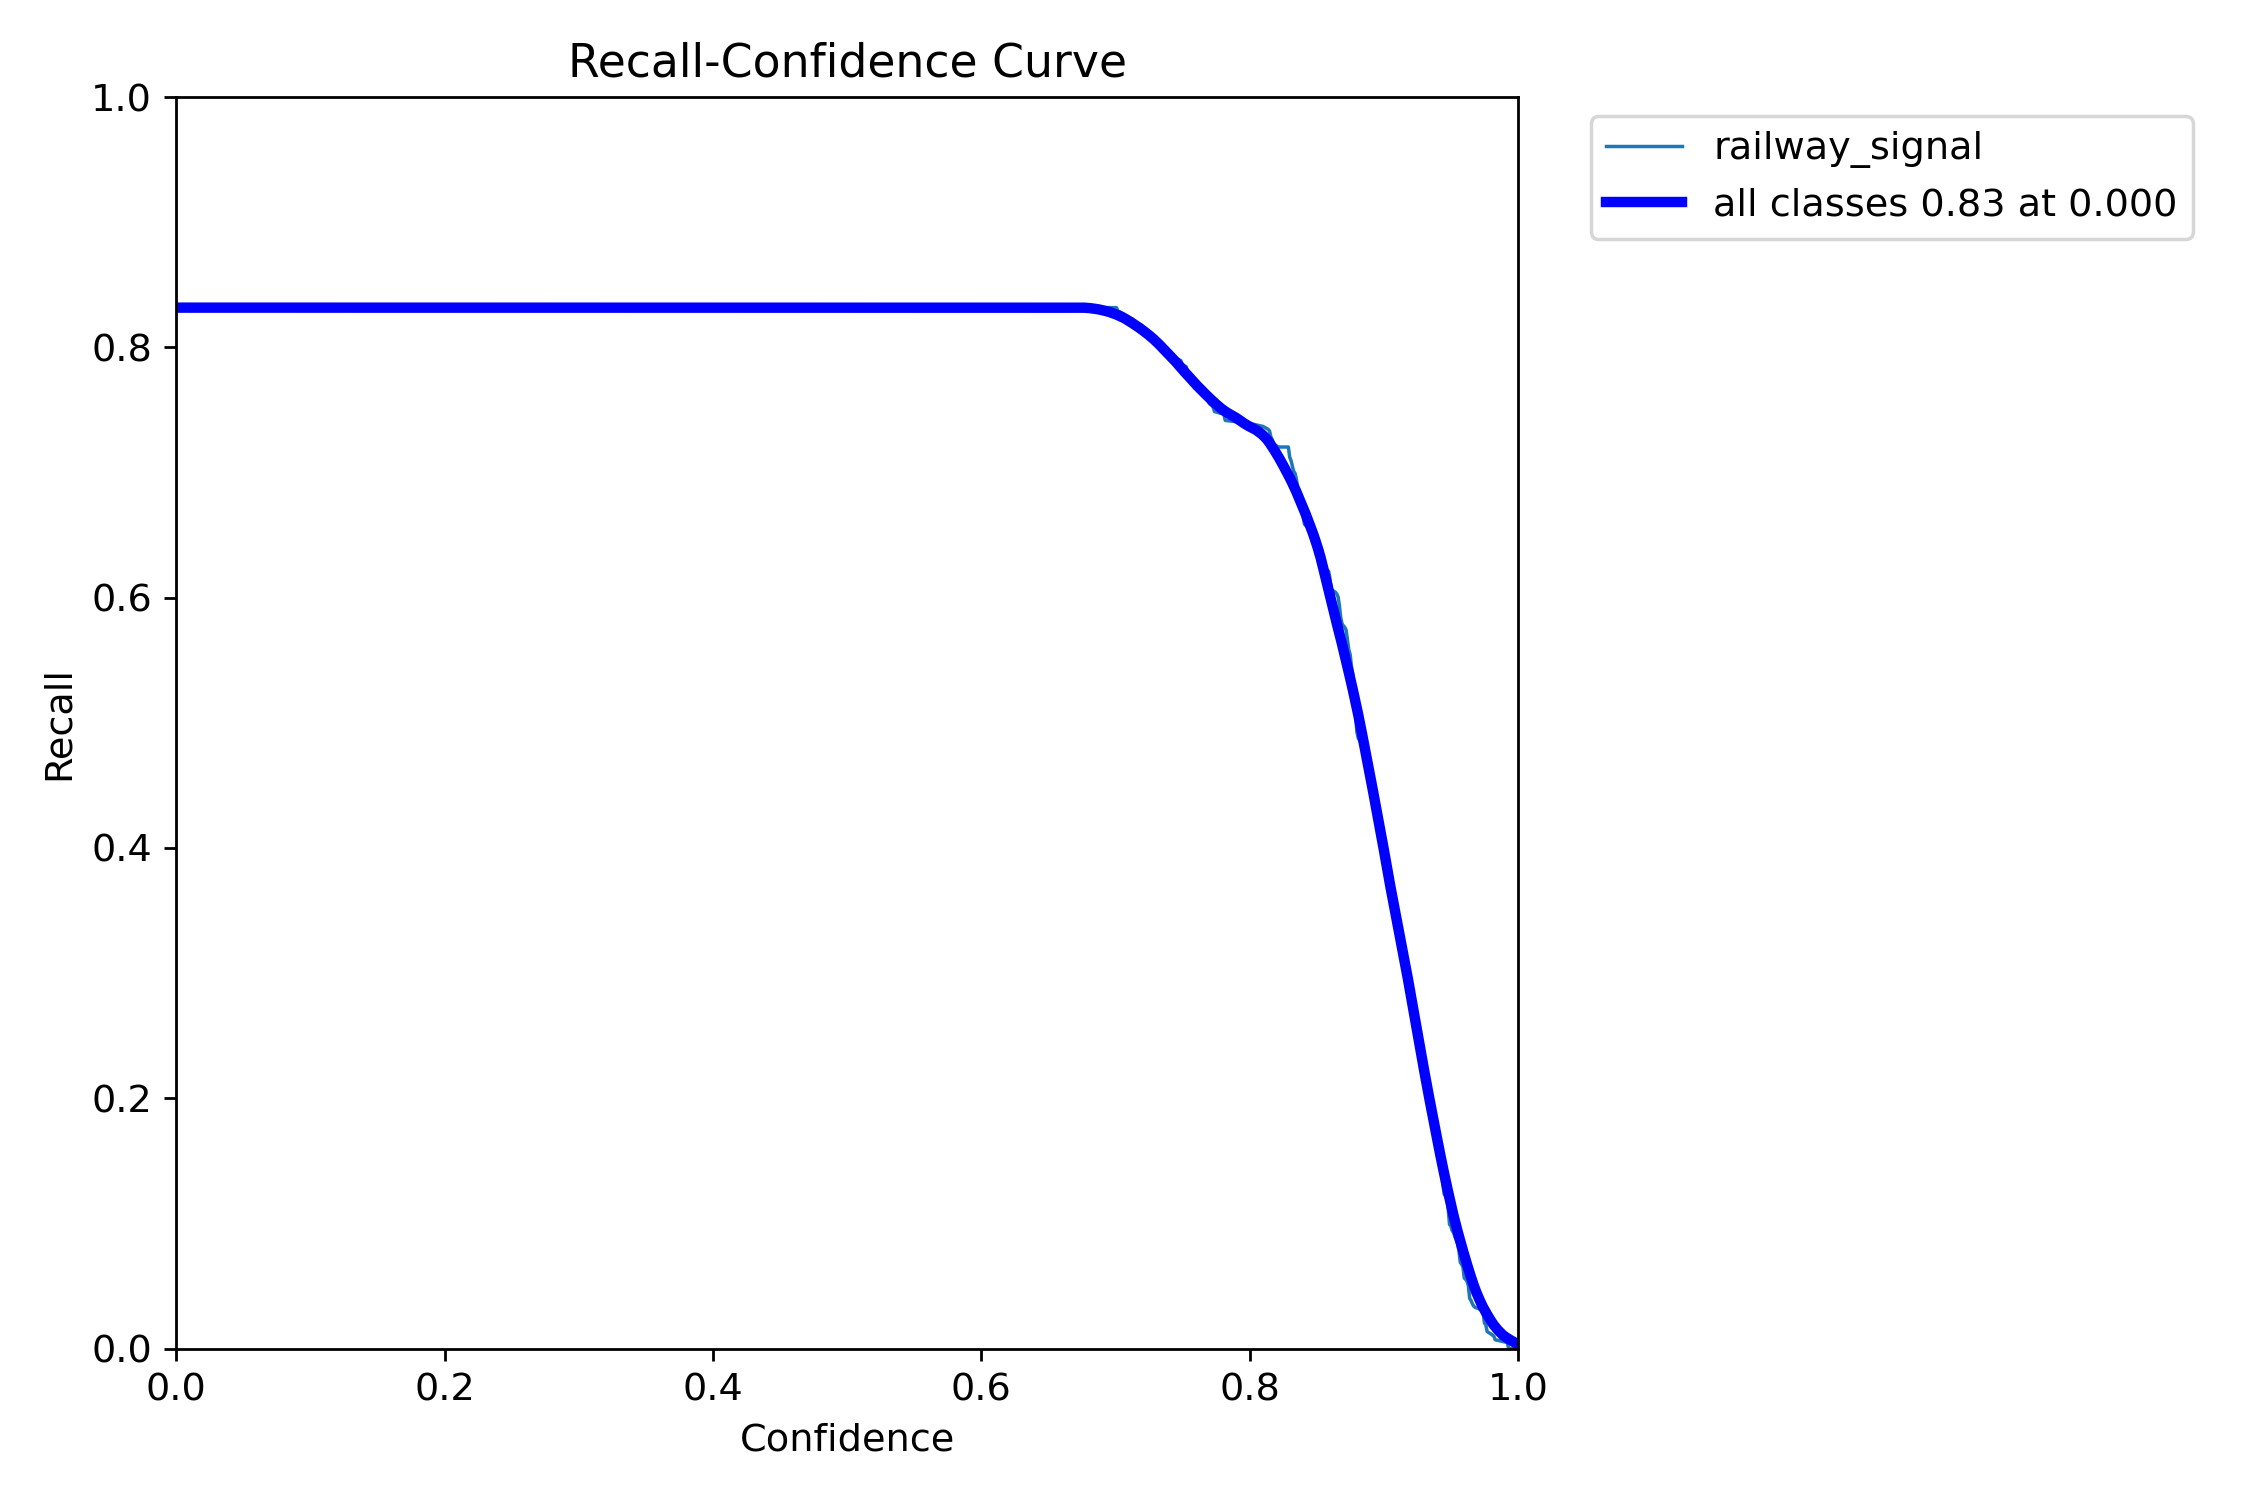 Recall-Confidence Curve
1.0
0.8
0.6
0.4
0.2
0.0
Recall
0.0 0.2 0.4 0.6 0.8 1.0
Confidence
railway_signal
all classes 0.83 at 0.000